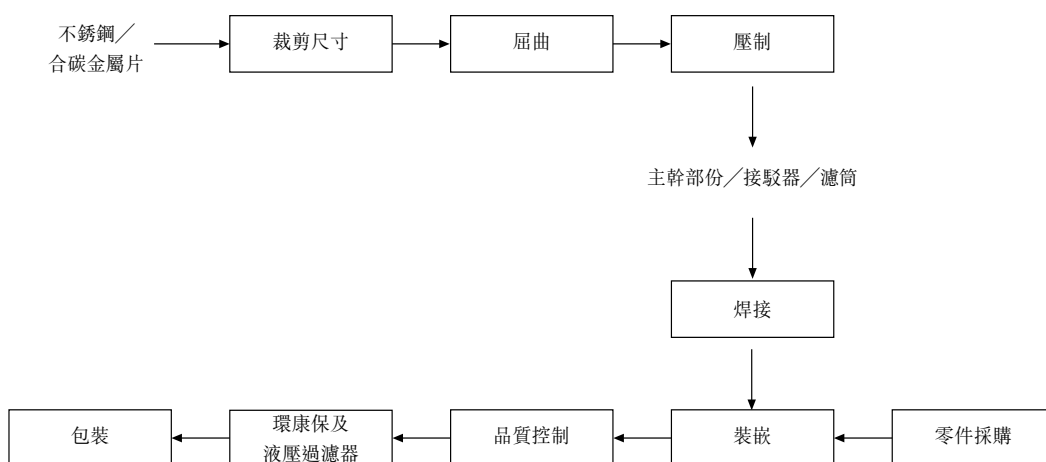 不銹鋼／
合碳金屬片
裁剪尺寸
屈曲
壓制
主幹部份／接駁器／濾筒
焊接
包裝
環康保及
液壓過濾器
品質控制
裝嵌
零件採購